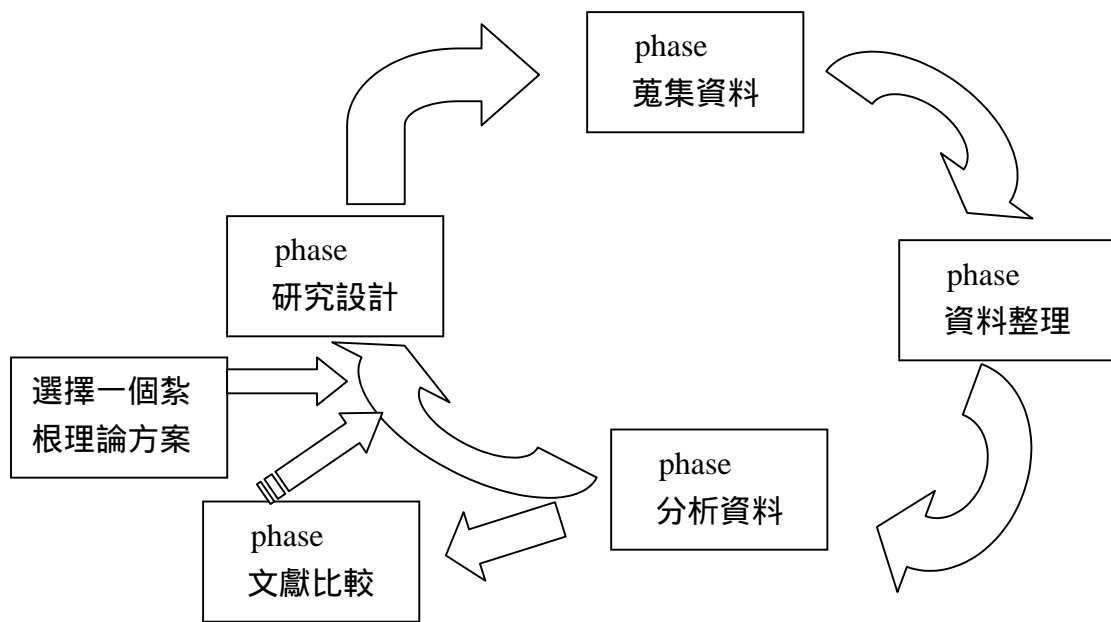 phase
蒐集資料
phase
研究設計
phase
資料整理
選擇一個紮
根理論方案
phase
分析資料
phase
文獻比較